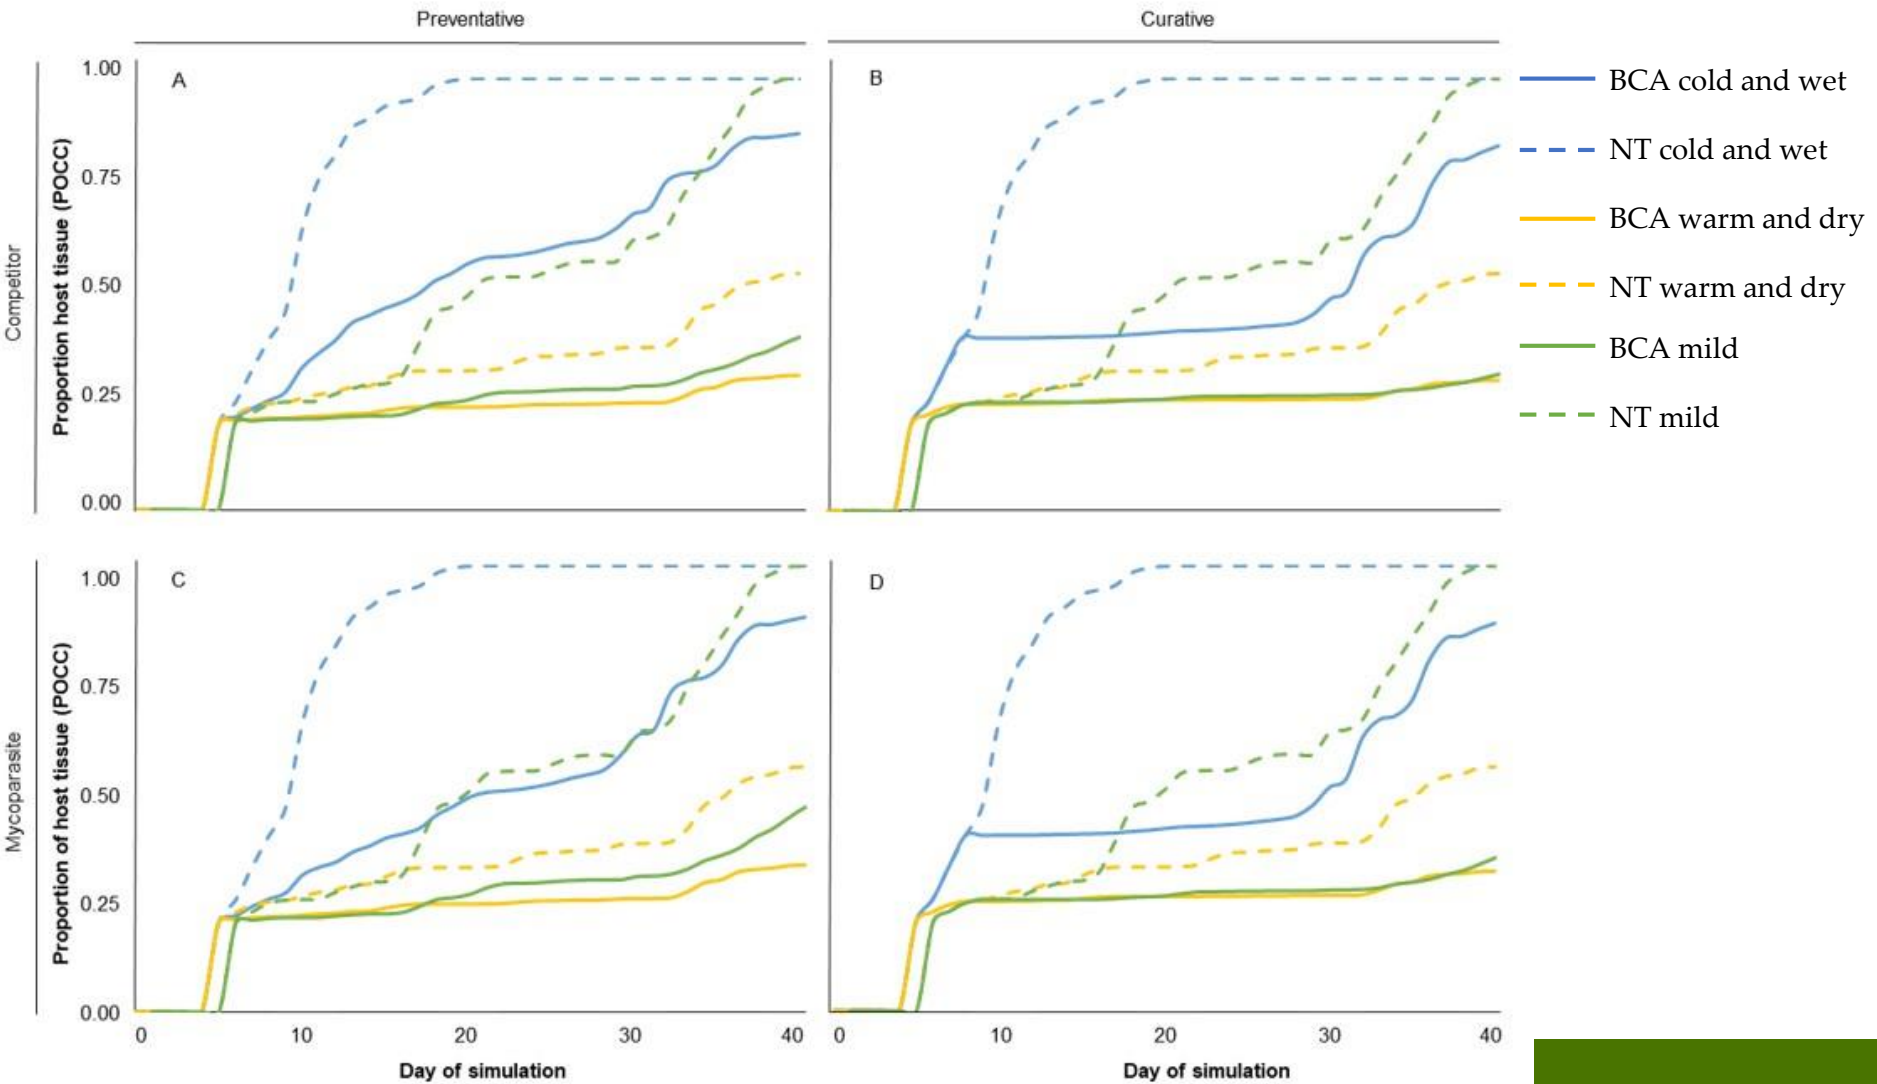 Preventative
Curative
Competitor
Proportion host tissue (POCC)
1.00
0.75
0.50
0.25
0.00
A
B
BCA cold and wet
NT cold and wet
BCA warm and dry
NT warm and dry
BCA mild
NT mild
Mycoparasite
Proportion of host tissue (POCC)
1.00
0.75
0.50
0.25
0.00
C
D
0 10 20 30 40
0 10 20 30 40
Day of simulation
Day of simulation